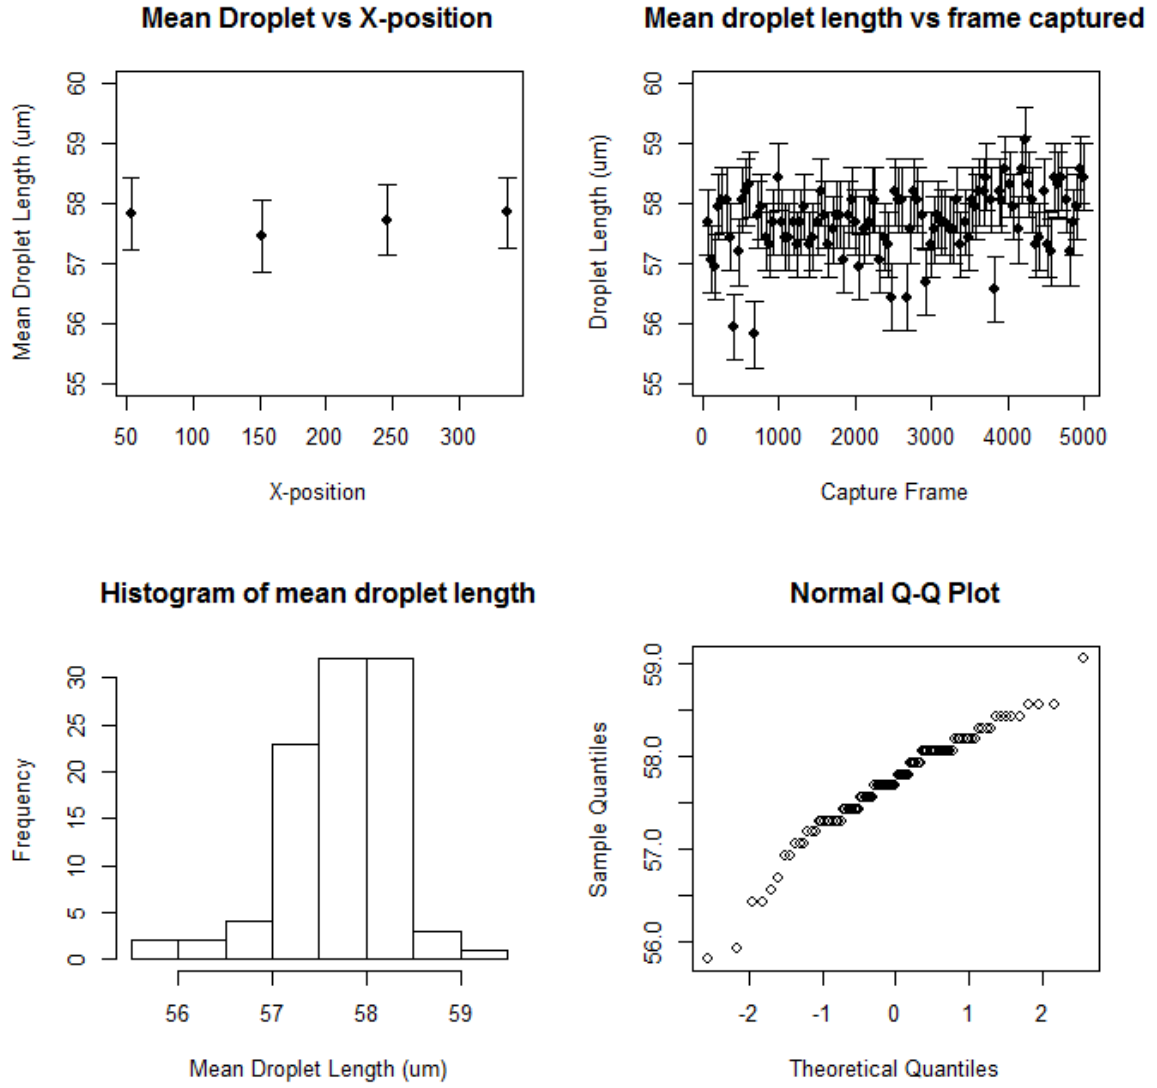 Mean Droplet vs X-position
60
59
58
57
56
55
Mean Droplet Length (um)
50 100 150 200 250 300
X-position
Mean droplet length vs frame captured
60
59
58
57
56
55
Droplet Length (um)
0 1000 2000 3000 4000 5000
Capture Frame
Histogram of mean droplet length
30
25
20
15
10
5
0
Frequency
56 57 58 59
Mean Droplet Length (um)
Normal Q-Q Plot
59.0
58.0
57.0
56.0
Sample Quantiles
-2 -1 0 1 2
Theoretical Quantiles